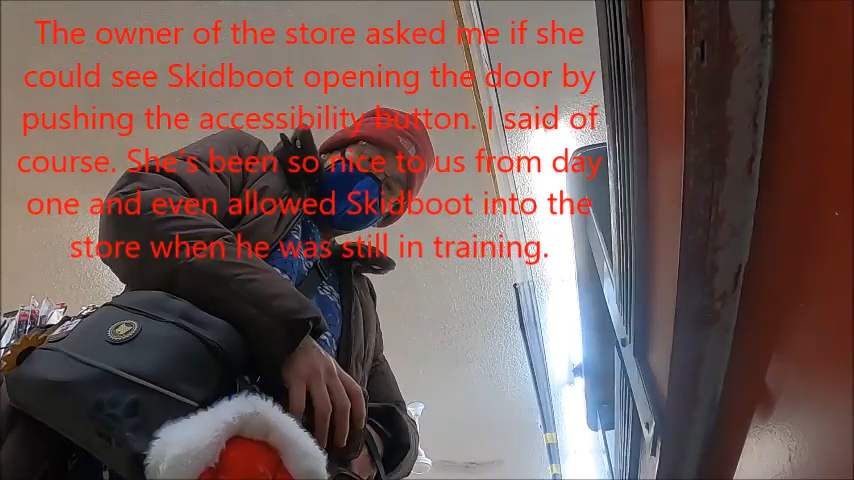 The owner of the store asked me if she
could see Skidboot opening the door by
pushing the accessibility button. I said of
course. She's been so nice to us from day
one and even allowed Skidboot into the
store when he was still in training.